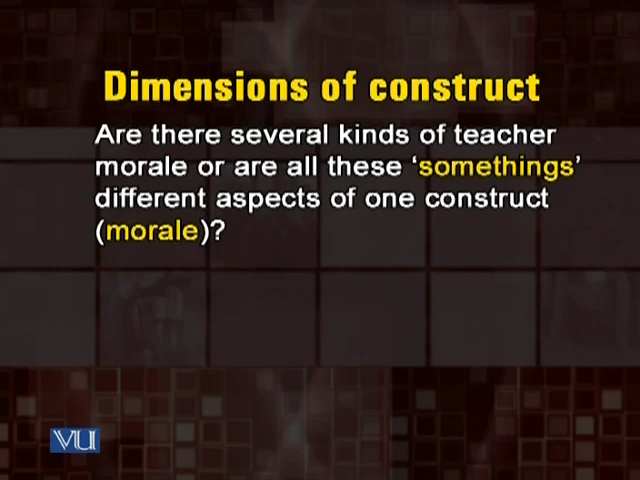 Dimensions of construct
Are there several kinds of teacher
morale or are all these ‘somethings’
different aspects of one construct
(morale)?
VU